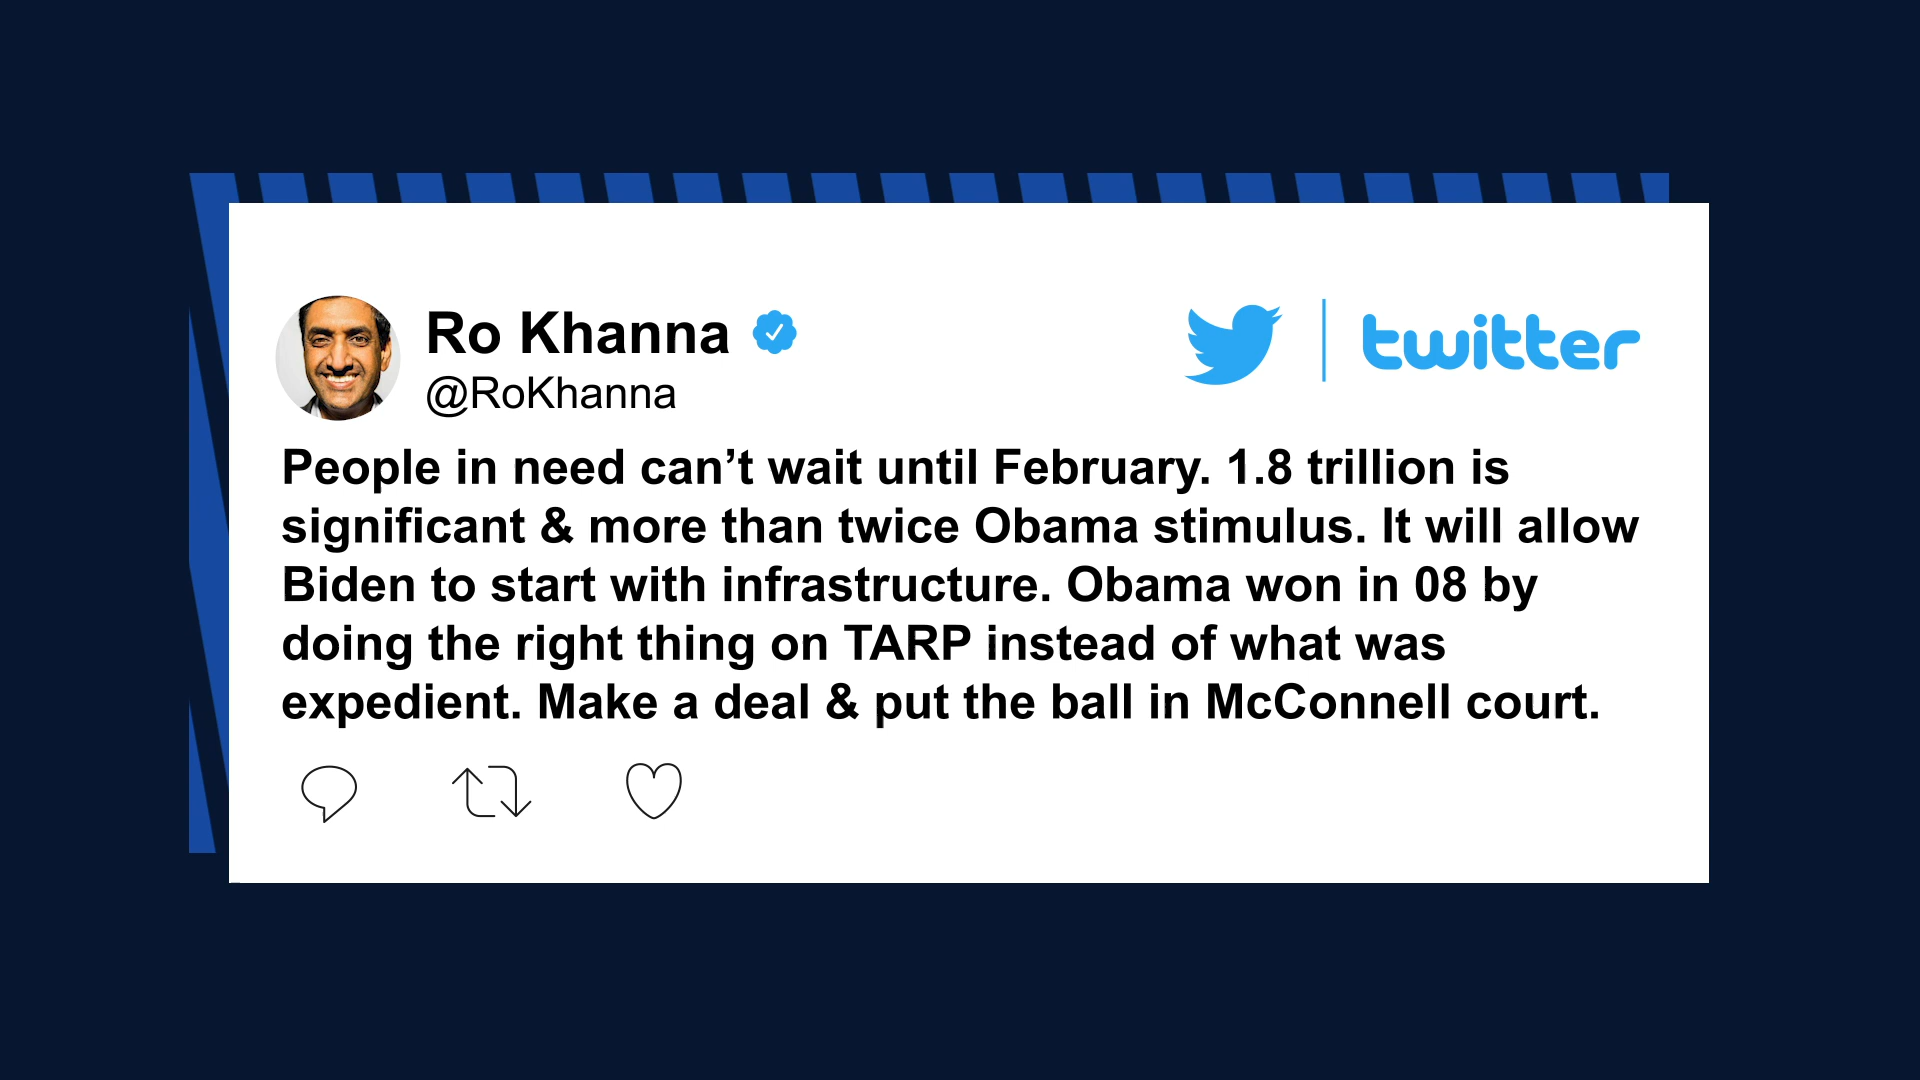 Ro Khanna
@RoKhanna
twitter
People in need can’t wait until February. 1.8 trillion is
significant & more than twice Obama stimulus. It will allow
Biden to start with infrastructure. Obama won in 08 by
doing the right thing on TARP instead of what was
expedient. Make a deal & put the ball in McConnell court.